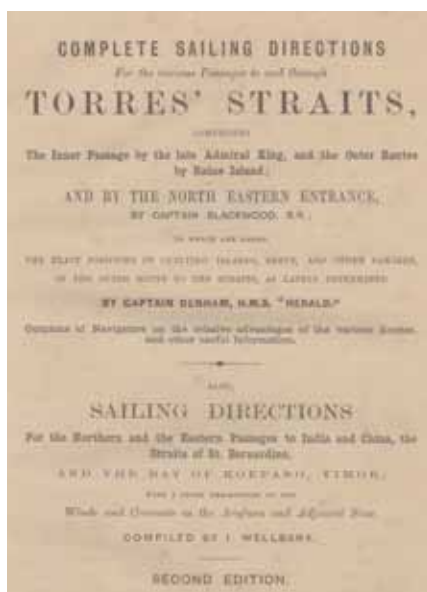 COMPLETE SAILING DIRECTIONS
For the various Passages to and through
TORRES' STRAITS,
COMPRISING
The Inner Passage by the late Admiral King, and the Outer Routes
by Raine Island;
AND BY THE NORTH EASTERN ENTRANCE,
BY CAPTAIN BLACKWOOD, R.N.;
TO WHICH ARE ADDED,
THE EXACT POSITIONS OF OUTLYING ISLANDS, REEFS, AND OTHER DANGERS,
IN THE OUTER ROUTE TO THE STRAITS, AS LATELY DETERMINED
BY CAPTAIN DENHAM, H.M.S. "HERALD."
Opinions of Navigators on the relative advantages of the various Routes,
and other useful Information.
ALSO,
SAILING DIRECTIONS
For the Northern and the Eastern Passages to India and China, the
Straits of St. Bernardino,
AND THE BAY OF KOEPANG, TIMOR;
Winds and Currents in the Arafura and Adjacent Seas.
COMPILED BY J. WELLBANK.
SECOND EDITION.